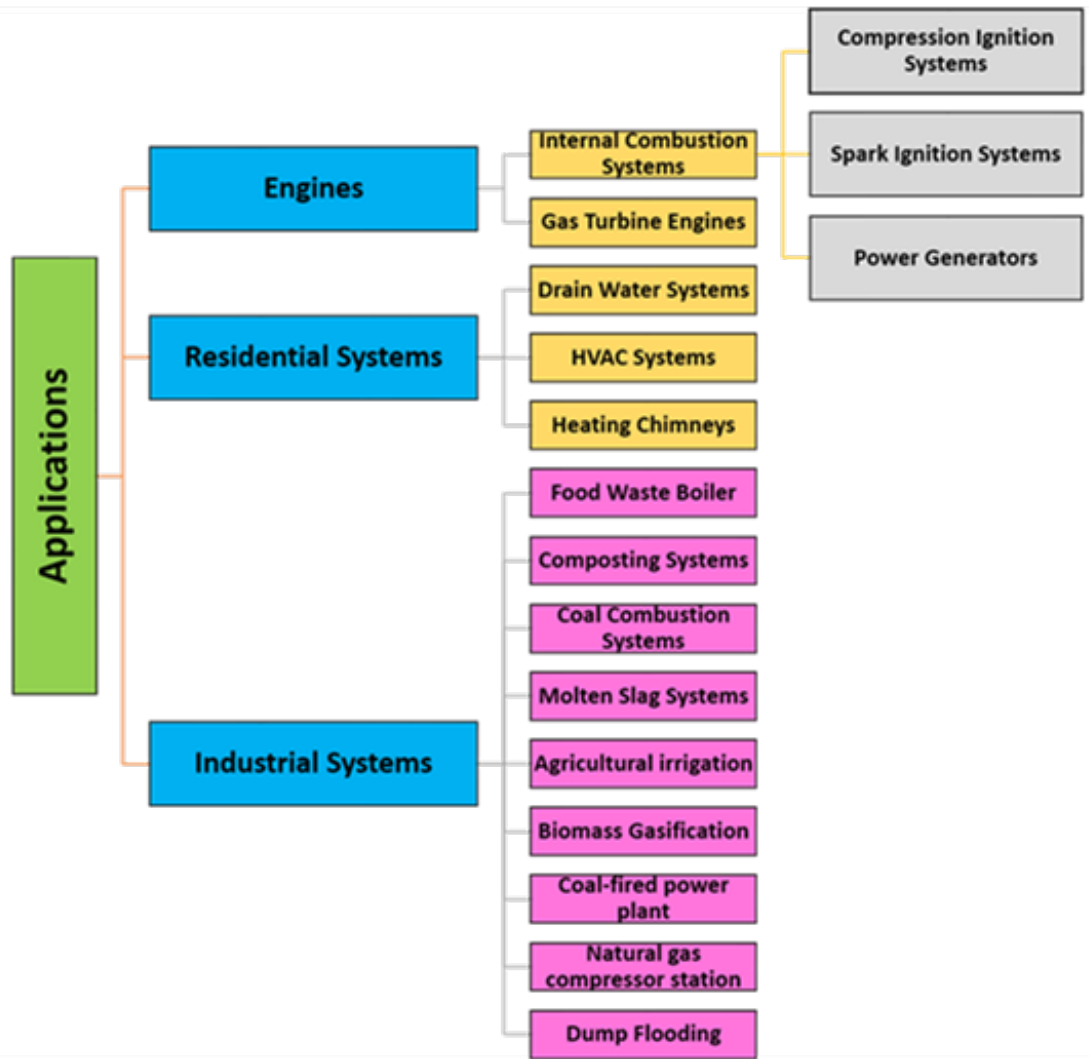 Applications
Engines
Internal Combustion
Systems
Compression Ignition
Systems
Spark Ignition Systems
Power Generators
Gas Turbine Engines
Residential Systems
Drain Water Systems
HVAC Systems
Heating Chimneys
Industrial Systems
Food Waste Boiler
Composting Systems
Coal Combustion
Systems
Molten Slag Systems
Agricultural irrigation
Biomass Gasification
Coal-fired power
plant
Natural gas
compressor station
Dump Flooding